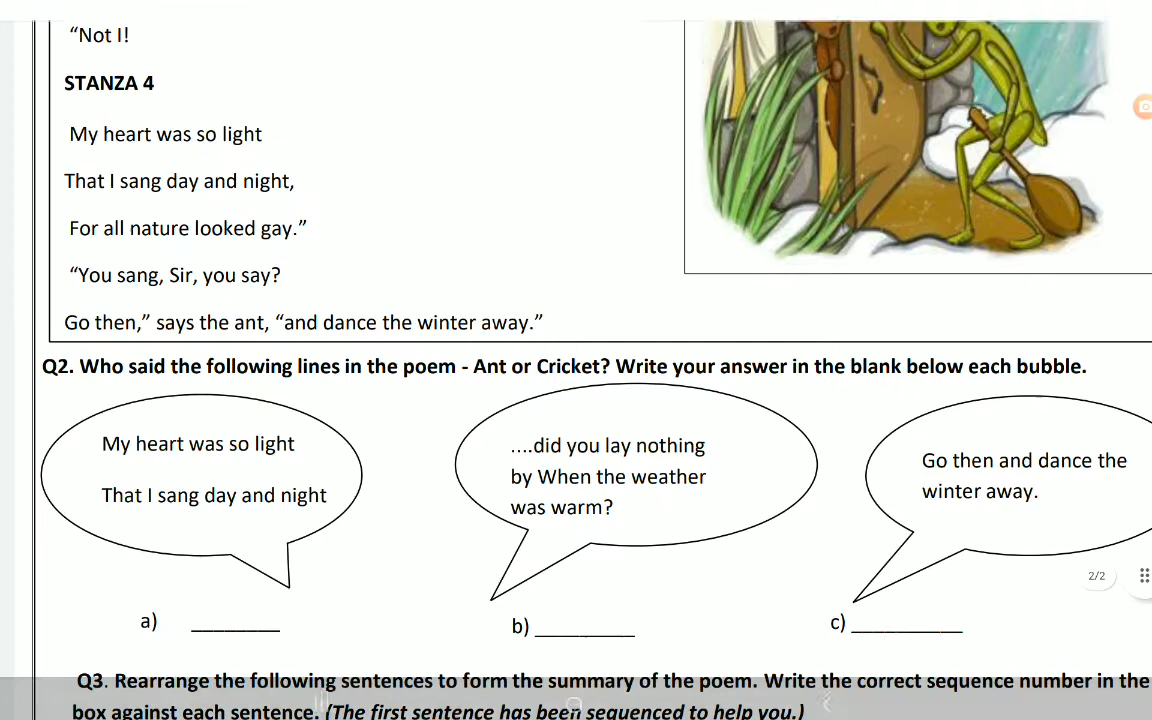 “Not I!
STANZA 4
My heart was so light
That I sang day and night,
For all nature looked gay.”
“You sang, Sir, you say?
Go then,” says the ant, “and dance the winter away.”
Q2. Who said the following lines in the poem - Ant or Cricket? Write your answer in the blank below each bubble.
My heart was so light
That I sang day and night
....did you lay nothing
by When the weather
was warm?
Go then and dance the
winter away.
a) ________
b) _________
c) __________
2/2
Q3. Rearrange the following sentences to form the summary of the poem. Write the correct sequence number in the
box against each sentence. (The first sentence has been sequenced to help you.)